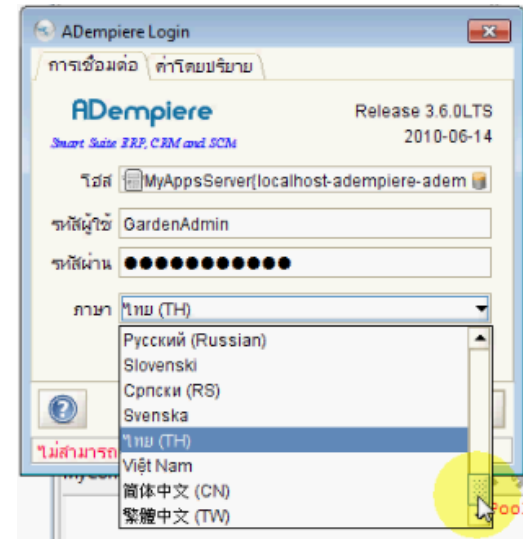 ADempiere Login
การเชื่อมต่อ ค่าโดยปริยาย
ADempiere
Release 3.6.0LTS
Smart Suite ERP, CRM and SCM
2010-06-14
โฮส MyAppsServer{localhost-adempiere-adem
รหัสผู้ใช้ GardenAdmin
รหัสผ่าน ●●●●●●●●●●●
ภาษา ไทย (TH)
Русский (Russian)
Slovenski
Српски (RS)
Svenska
ไทย (TH)
Việt Nam
简体中文 (CN)
繁體中文 (TW)
ไม่สามารถ